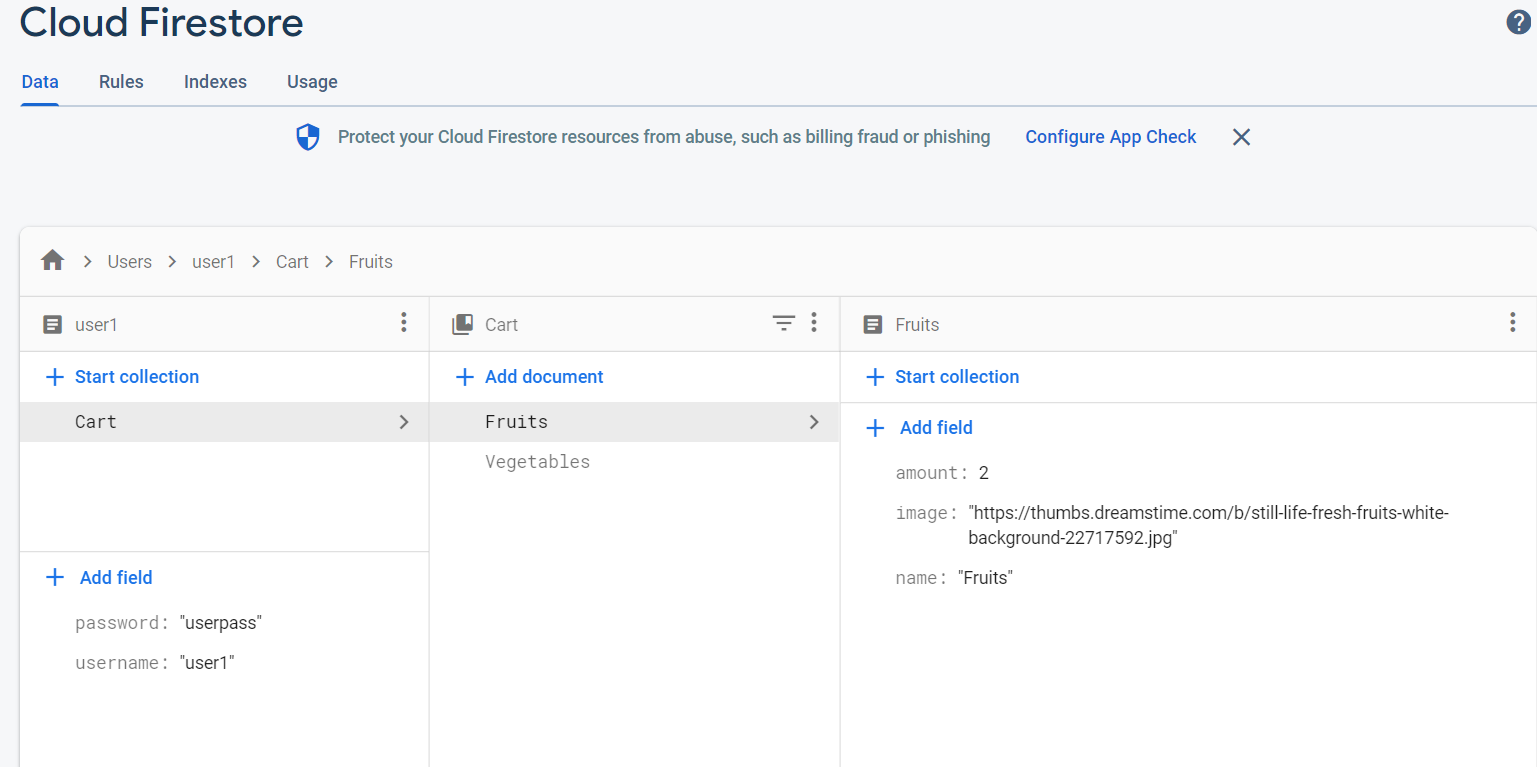 Cloud Firestore
?
Data Rules Indexes Usage
Protect your Cloud Firestore resources from abuse, such as billing fraud or phishing Configure App Check
Users user1 Cart Fruits
user1
Start collection
Cart
Add field
password: "userpass"
username: "user1"
Cart
Add document
Fruits
Vegetables
Fruits
Start collection
Add field
amount: 2
image: "https://thumbs.dreamstime.com/b/still-life-fresh-fruits-white-
background-22717592.jpg"
name: "Fruits"